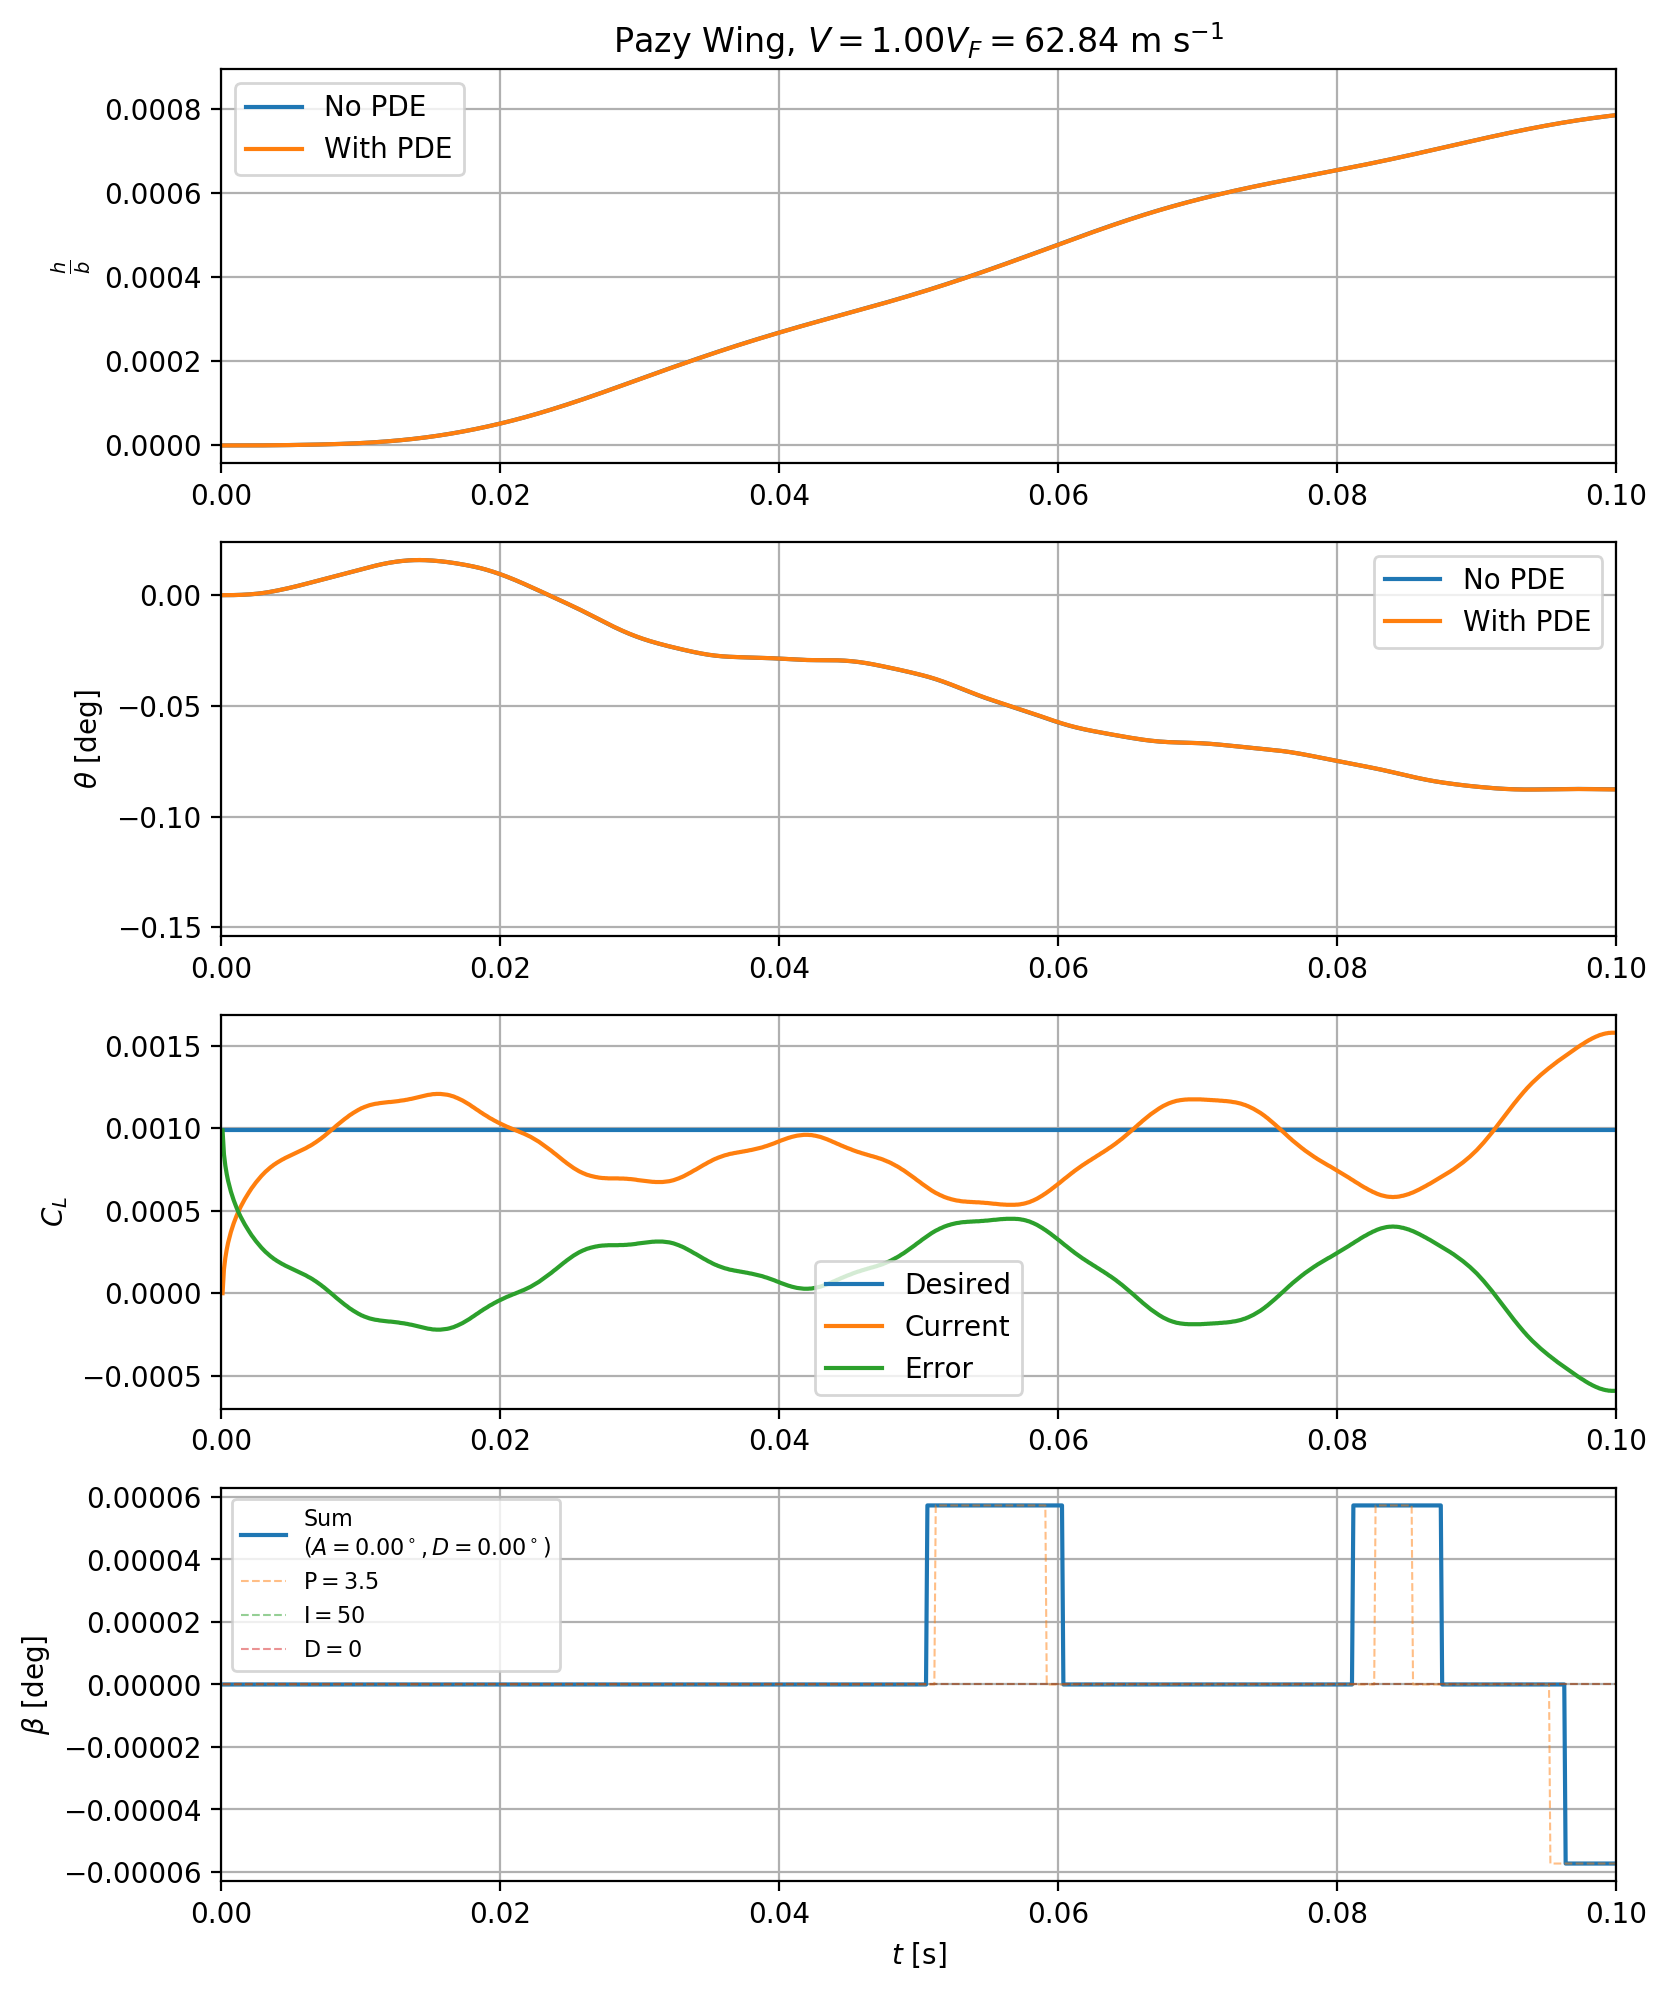 Pazy Wing, V = 1.00V_F = 62.84 m s⁻¹
h/b
0.0008
0.0006
0.0004
0.0002
0.0000
No PDE
With PDE
0.00 0.02 0.04 0.06 0.08 0.10
θ [deg]
0.00
−0.05
−0.10
−0.15
No PDE
With PDE
0.00 0.02 0.04 0.06 0.08 0.10
C_L
0.0015
0.0010
0.0005
0.0000
−0.0005
Desired
Current
Error
0.00 0.02 0.04 0.06 0.08 0.10
β [deg]
0.00006
0.00004
0.00002
0.00000
−0.00002
−0.00004
−0.00006
Sum
(A = 0.00°, D = 0.00°)
P = 3.5
I = 50
D = 0
0.00 0.02 0.04 0.06 0.08 0.10
t [s]